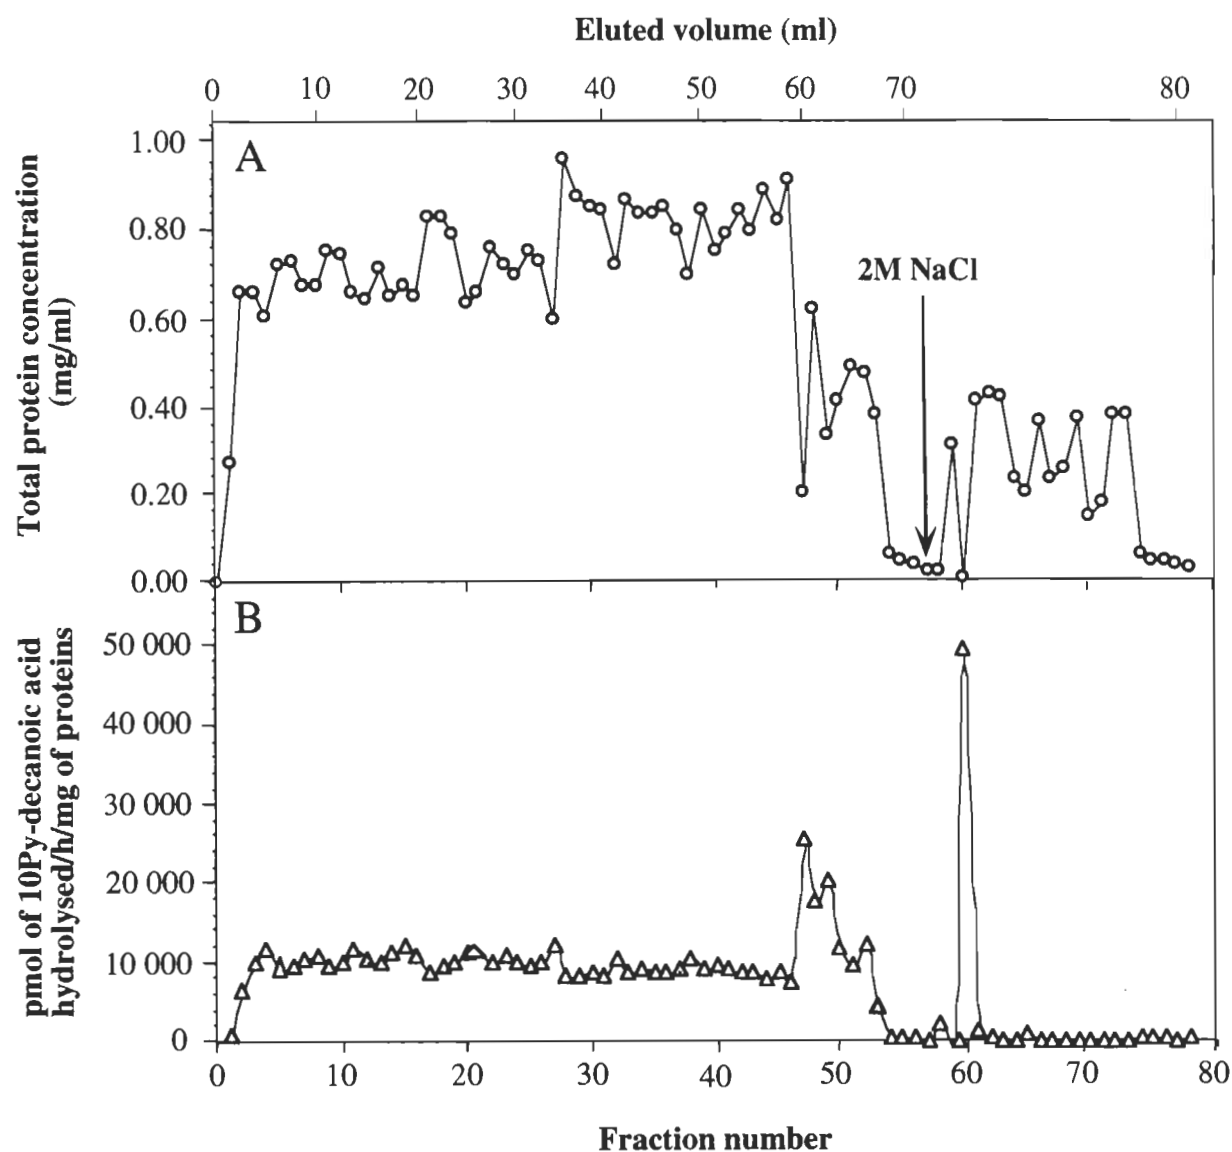 Eluted volume (ml)
0 10 20 30 40 50 60 70 80
Total protein concentration
(mg/ml)
1.00
0.80
0.60
0.40
0.20
0.00
A
2M NaCl
B
pmol of 10Py-decanoic acid
hydrolysed/h/mg of proteins
50 000
40 000
30 000
20 000
10 000
0
0 10 20 30 40 50 60 70 80
Fraction number